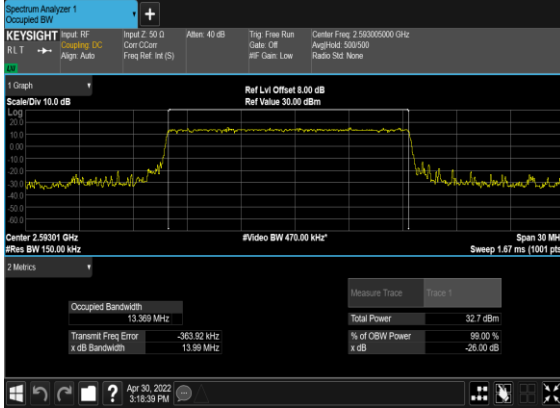 Spectrum Analyzer 1
Occupied BW
+
KEYSIGHT Input: RF Input Z: 50 Ω Atten: 40 dB Trig: Free Run Center Freq: 2.593005000 GHz
RLT Coupling: DC Corr CCorr Gate: Off Avg|Hold: 500/500
Align: Auto Freq Ref: Int (S) #IF Gain: Low Radio Std: None
1 Graph
Ref Lvl Offset 8.00 dB
Scale/Div 10.0 dB Ref Value 30.00 dBm
Log
20.0
10.0
0.00
-10.0
-20.0
-30.0
-40.0
-50.0
-60.0
Center 2.59301 GHz #Video BW 470.00 kHz* Span 30 MH
#Res BW 150.00 kHz Sweep 1.67 ms (1001 pts
2 Metrics
Measure Trace Trace 1
Occupied Bandwidth
13.369 MHz Total Power 32.7 dBm
Transmit Freq Error -363.92 kHz % of OBW Power 99.00 %
x dB Bandwidth 13.99 MHz x dB -26.00 dB
? Apr 30, 2022
3:18:39 PM